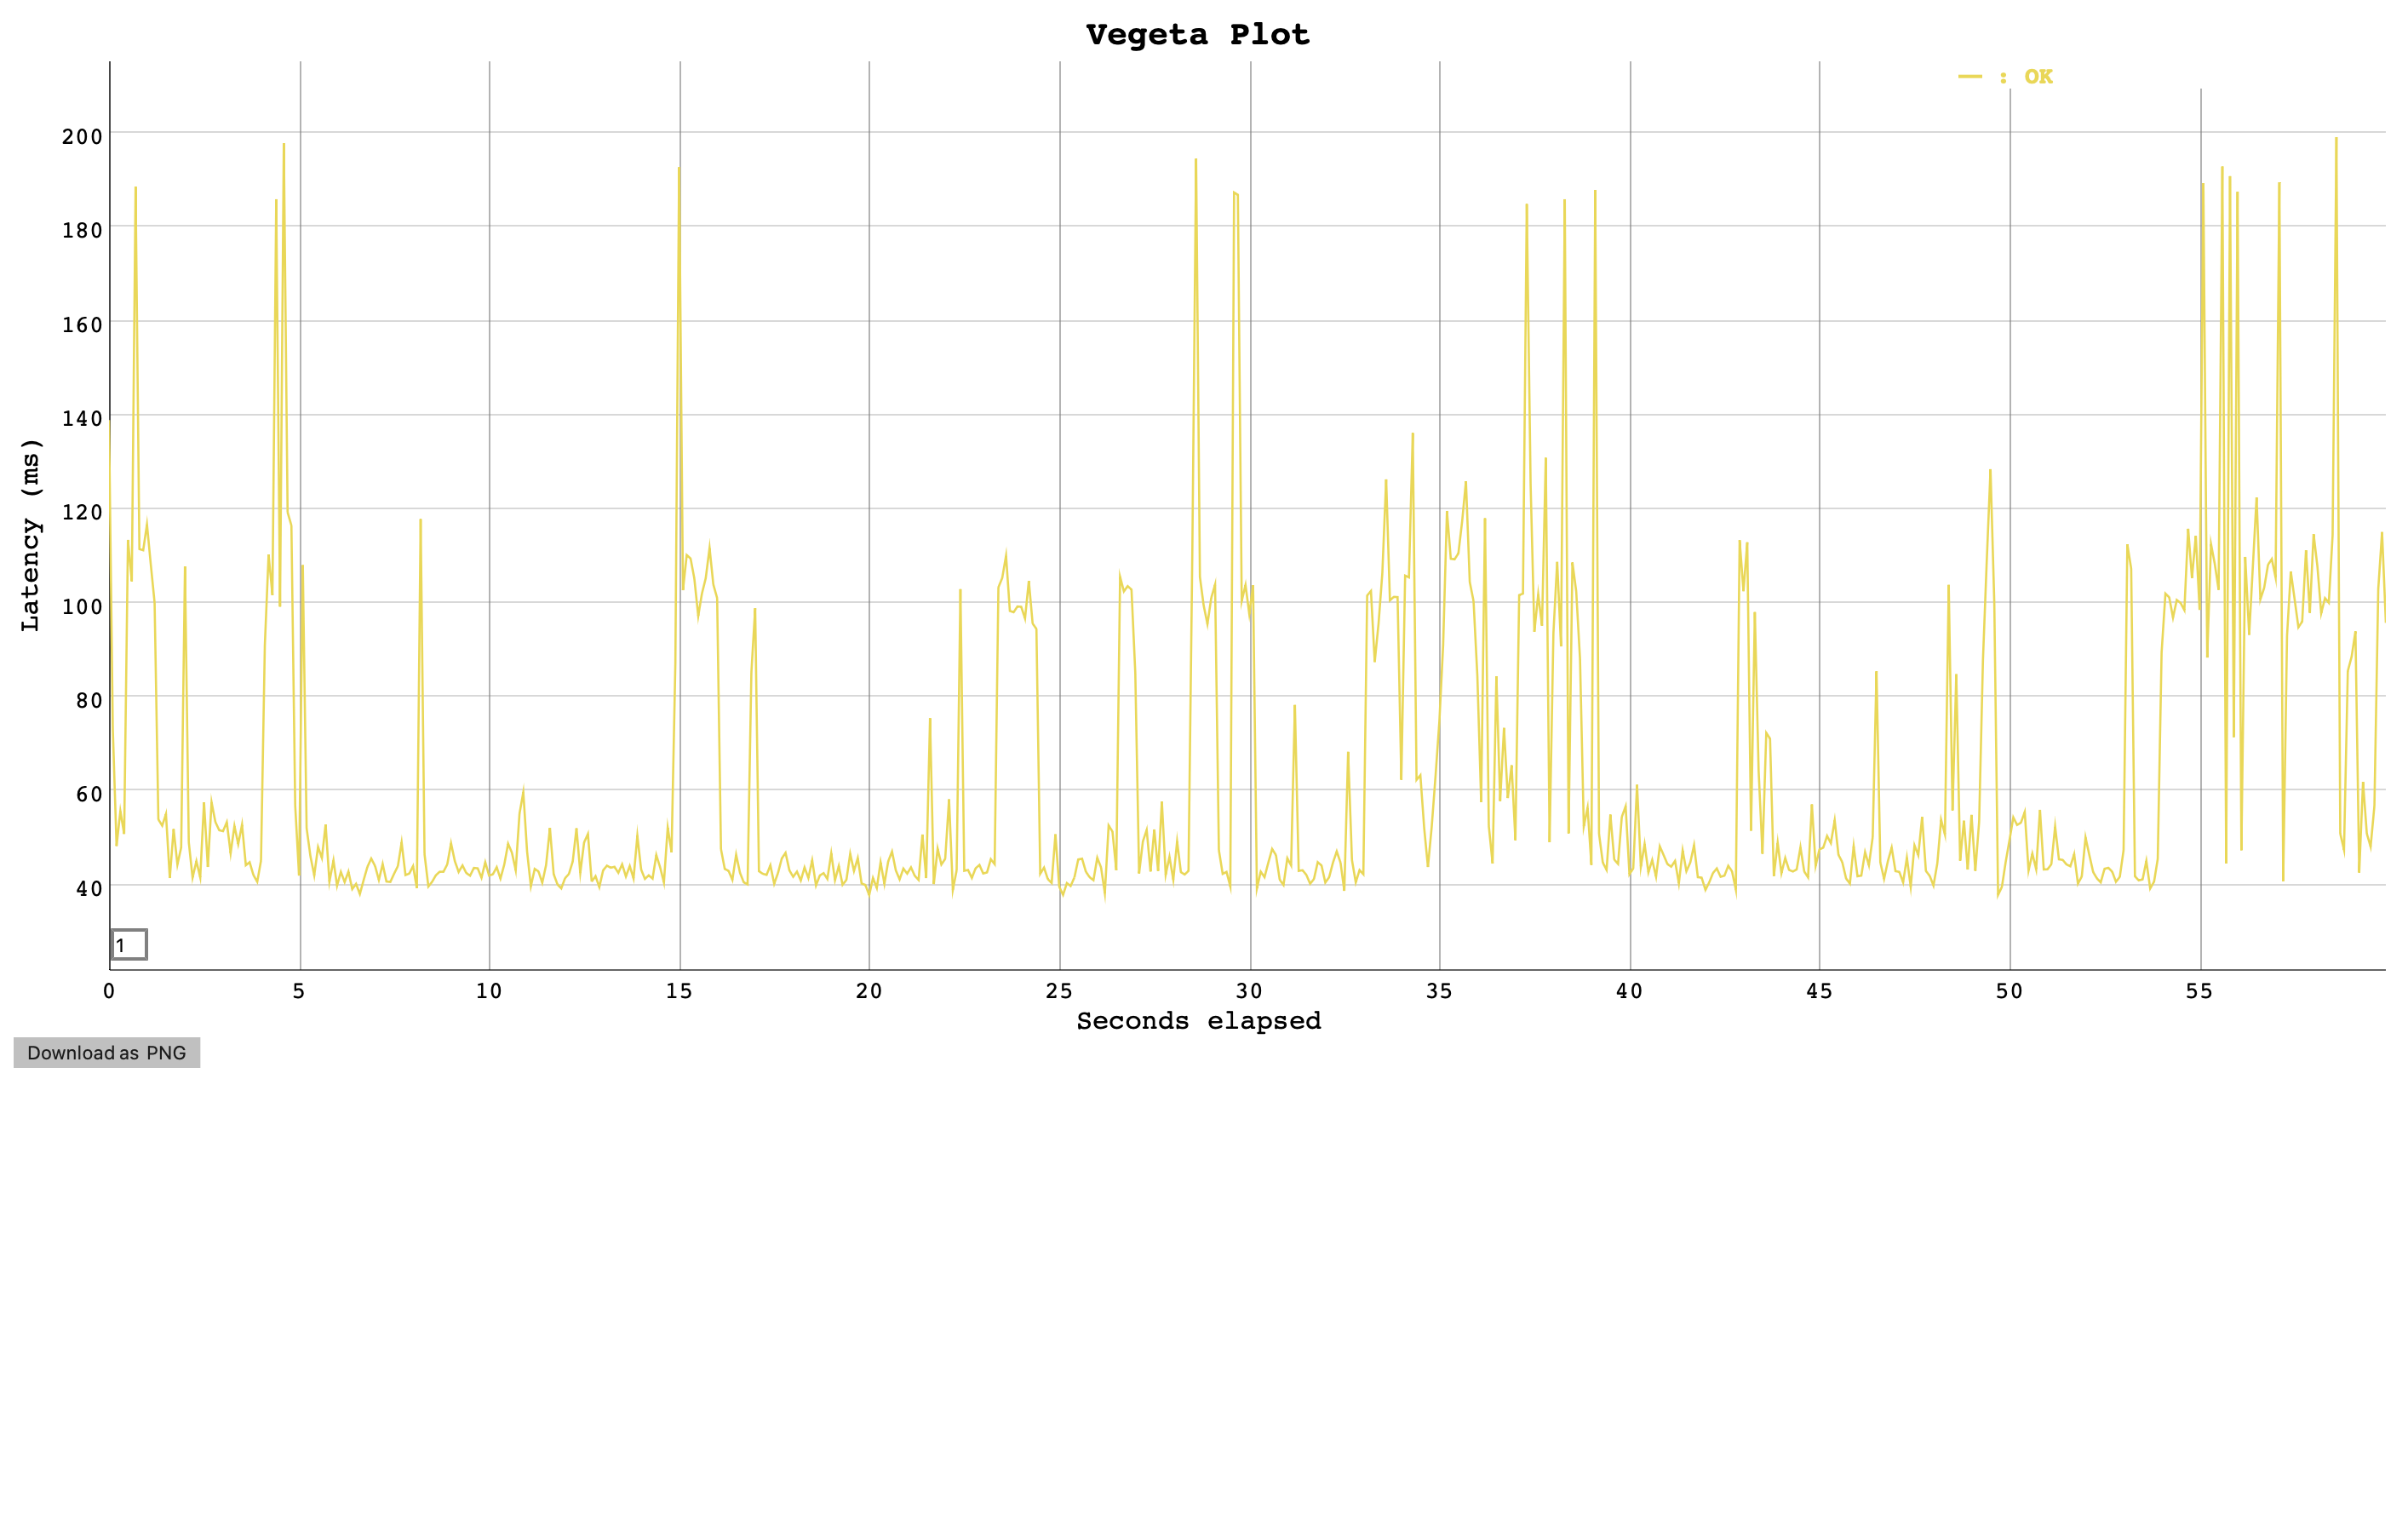 Vegeta Plot
— : OK
Latency (ms)
200
180
160
140
120
100
80
60
40
1
0 5 10 15 20 25 30 35 40 45 50 55
Seconds elapsed
Download as PNG